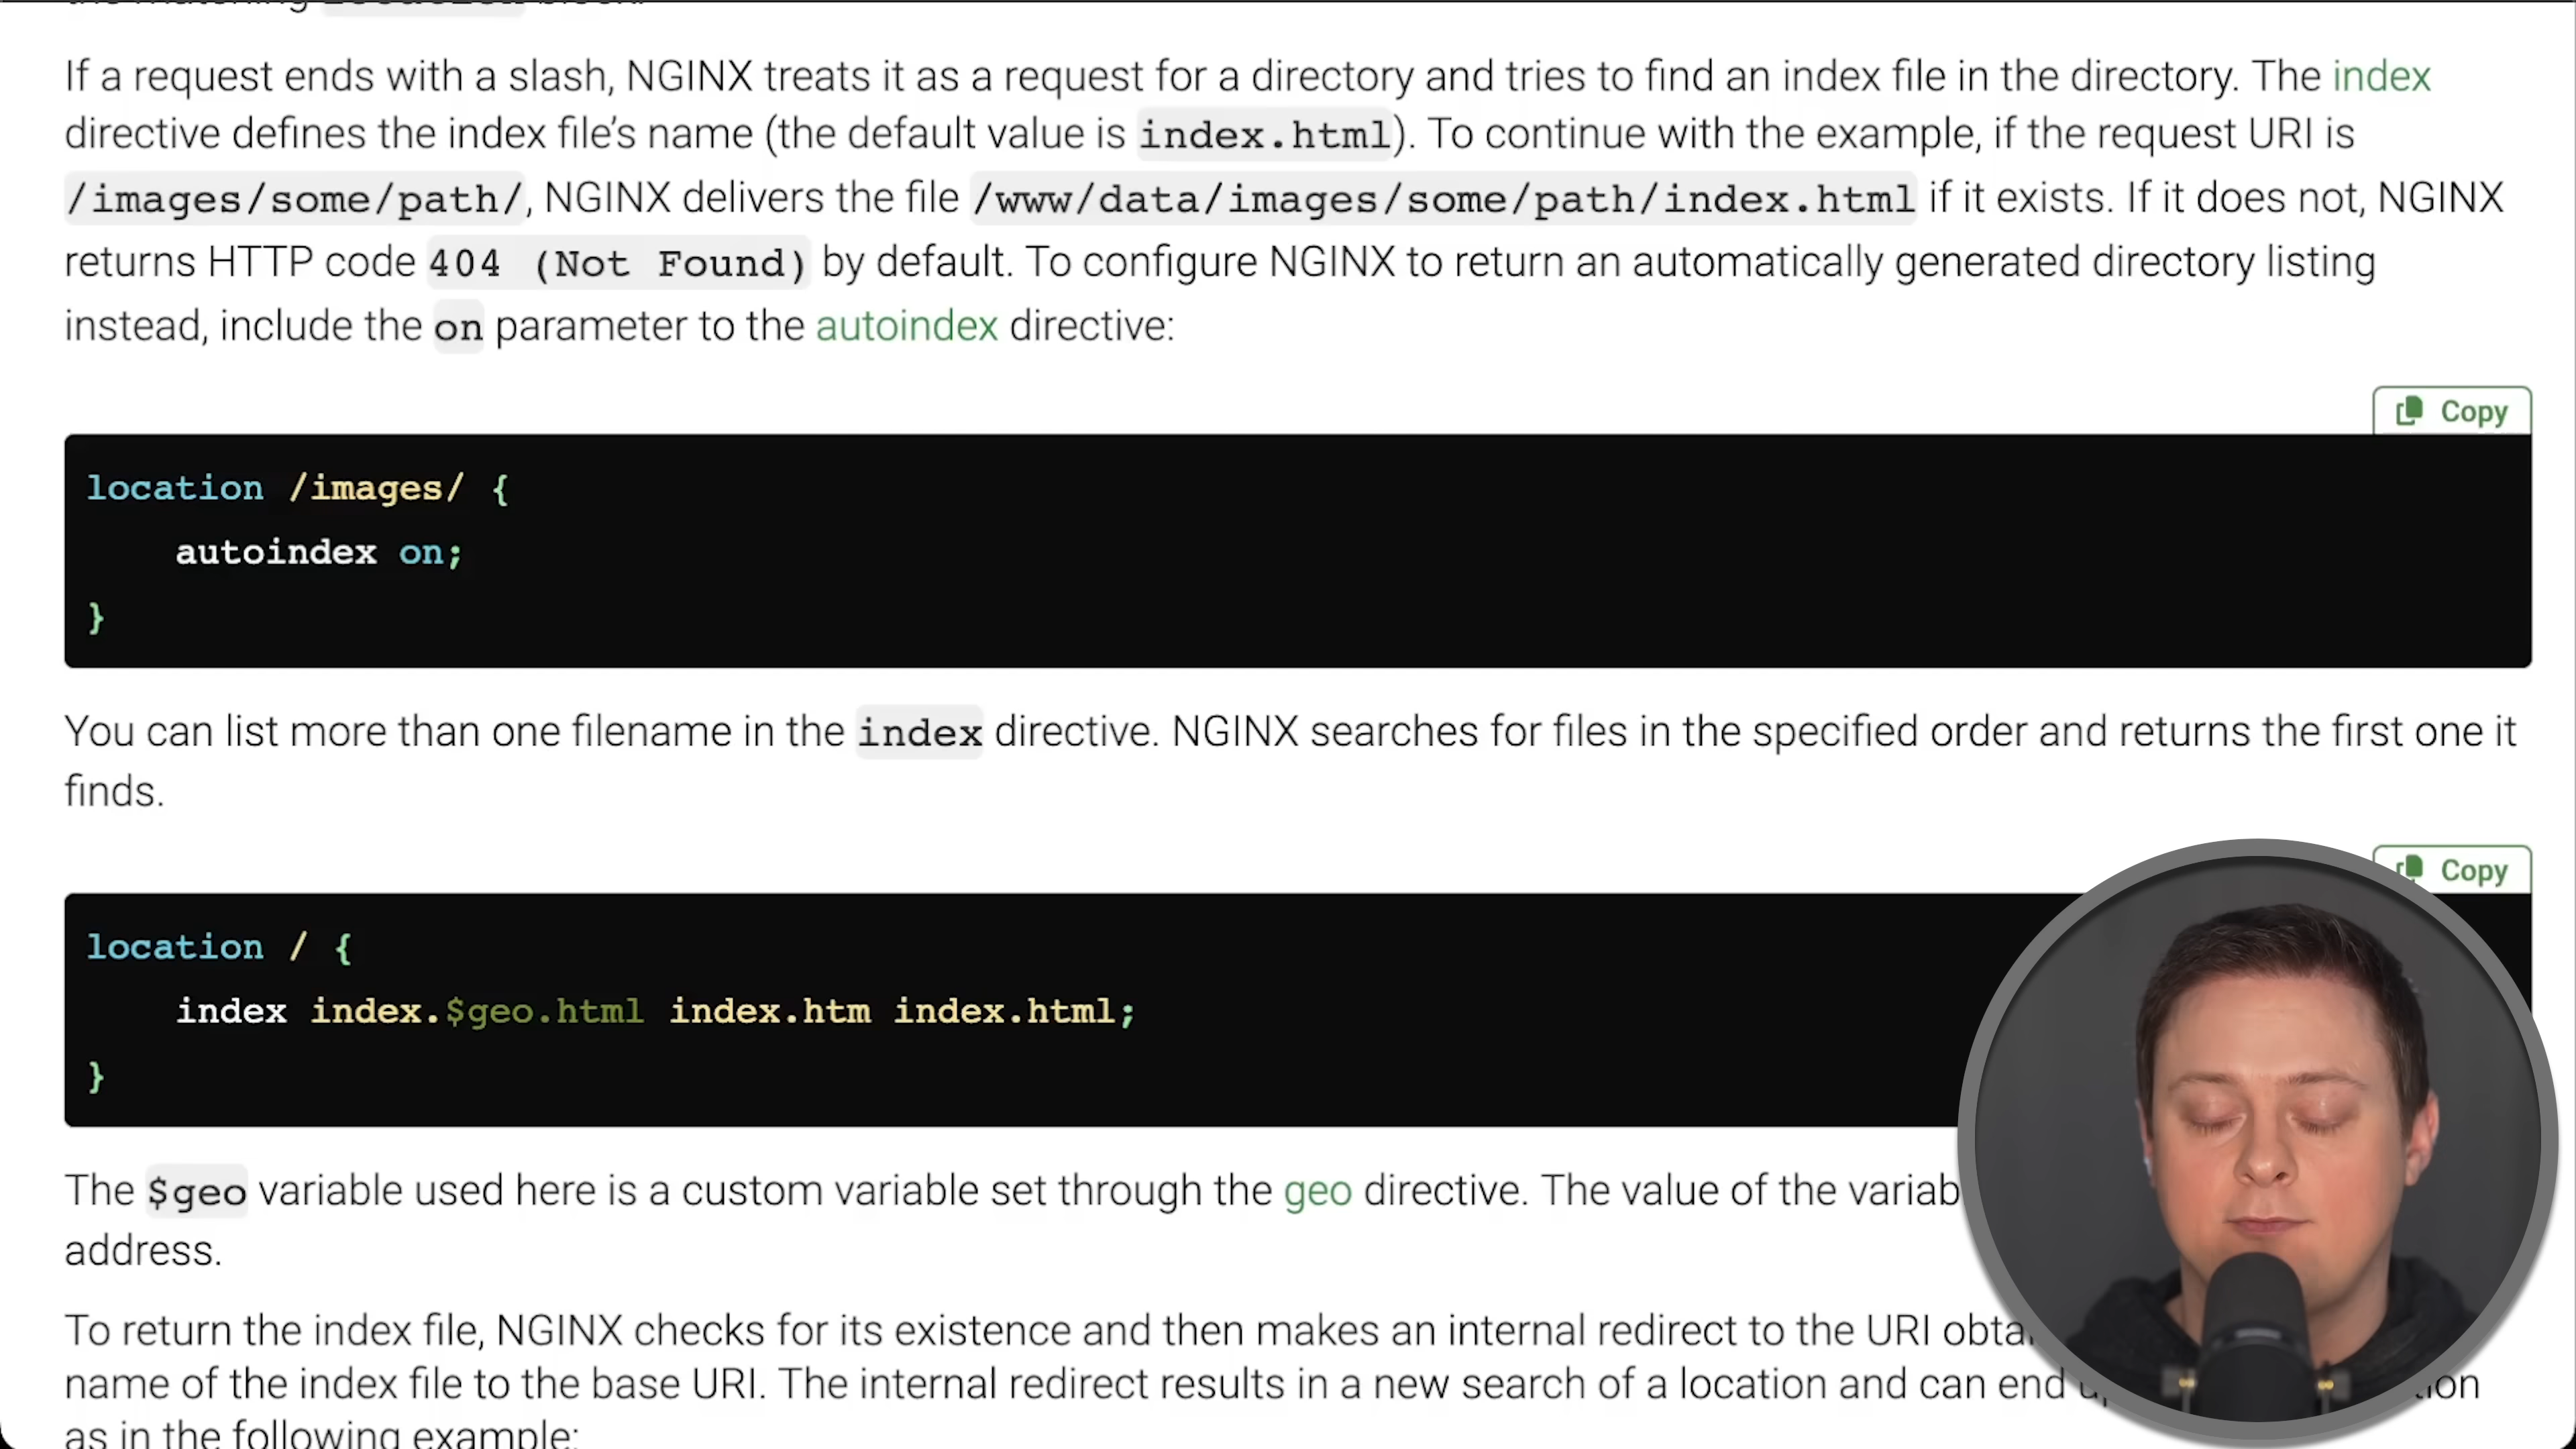 If a request ends with a slash, NGINX treats it as a request for a directory and tries to find an index file in the directory. The index
directive defines the index file’s name (the default value is index.html). To continue with the example, if the request URI is
/images/some/path/, NGINX delivers the file /www/data/images/some/path/index.html if it exists. If it does not, NGINX
returns HTTP code 404 (Not Found) by default. To configure NGINX to return an automatically generated directory listing
instead, include the on parameter to the autoindex directive:
Copy
location /images/ {
autoindex on;
}
You can list more than one filename in the index directive. NGINX searches for files in the specified order and returns the first one it
finds.
Copy
location / {
index index.$geo.html index.htm index.html;
}
The $geo variable used here is a custom variable set through the geo directive. The value of the
address.
To return the index file, NGINX checks for its existence and then makes an internal redirect to the URI
name of the index file to the base URI. The internal redirect results in a new search of a location and can end
as in the following example: